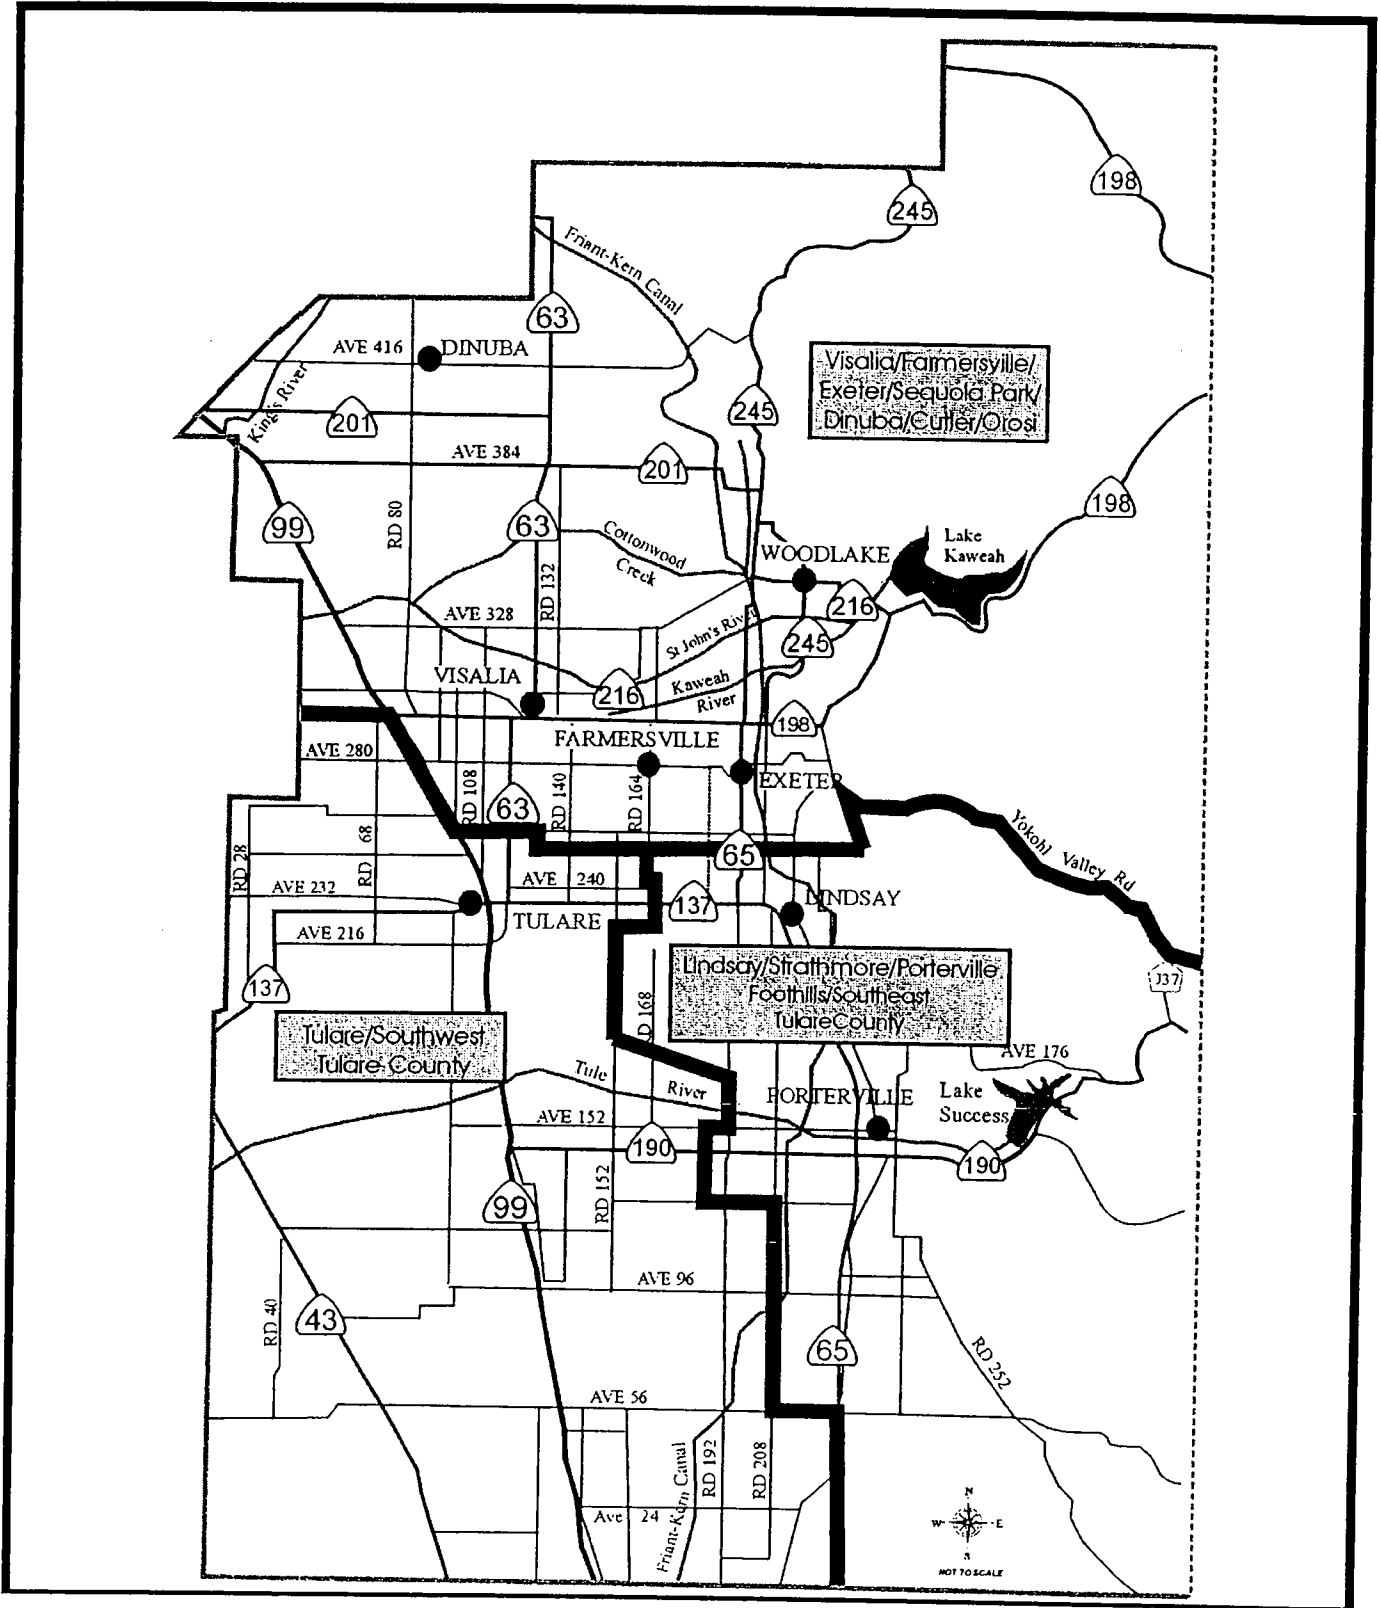 198
245
Friant-Kern Canal
63
AVE 416
DINUBA
Visalia/Farmersville/
Exeter/Sequoia Park/
Dinuba/Cutler/Orosi
King's River
201
245
AVE 384
201
198
99
RD 80
63
Cottonwood
Creek
WOODLAKE
Lake
Kaweah
RD 132
216
AVE 328
St John's River
245
VISALIA
216
Kaweah
River
198
FARMERSVILLE
AVE 280
EXETER
RD 108
63
RD 140
RD 164
Yokohl Valley Rd
RD 28
RD 68
65
AVE 232
AVE 240
137
LINDSAY
TULARE
AVE 216
Lindsay/Strathmore/Porterville
Foothills/Southeast
TulareCounty
J37
137
RD 168
Tulare/Southwest
Tulare County
AVE 176
Tule River
PORTERVILLE
Lake
Success
AVE 152
190
190
99
RD 152
AVE 96
RD 40
43
65
RD 252
AVE 56
Friant-Kern Canal
RD 192
RD 208
Ave 24
N
W
E
S
NOT TO SCALE